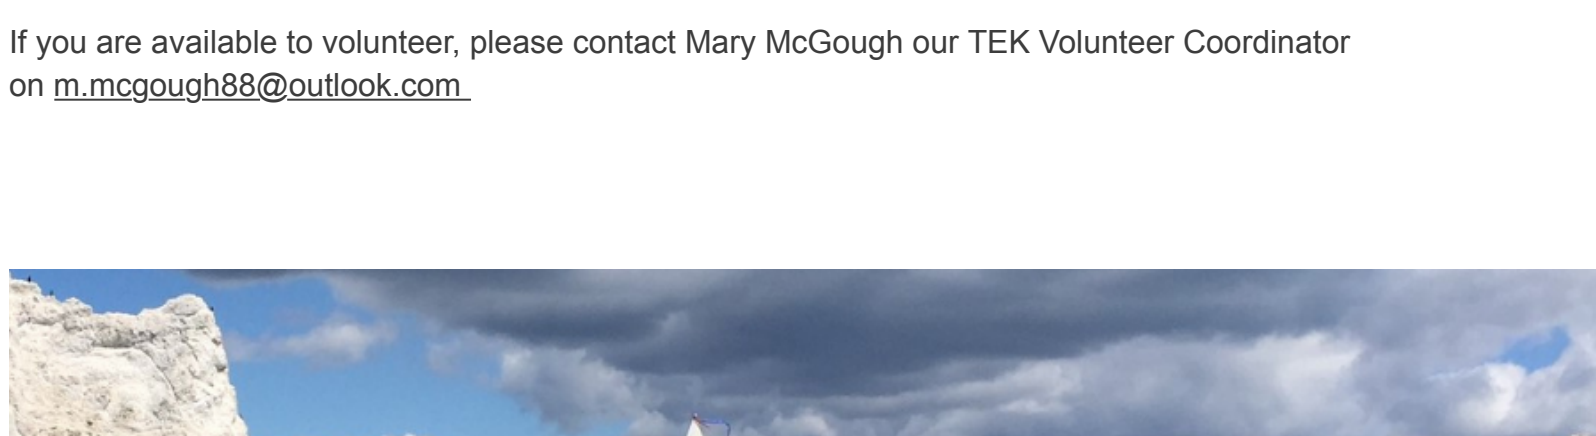 If you are available to volunteer, please contact Mary McGough our TEK Volunteer Coordinator
on m.mcgough88@outlook.com